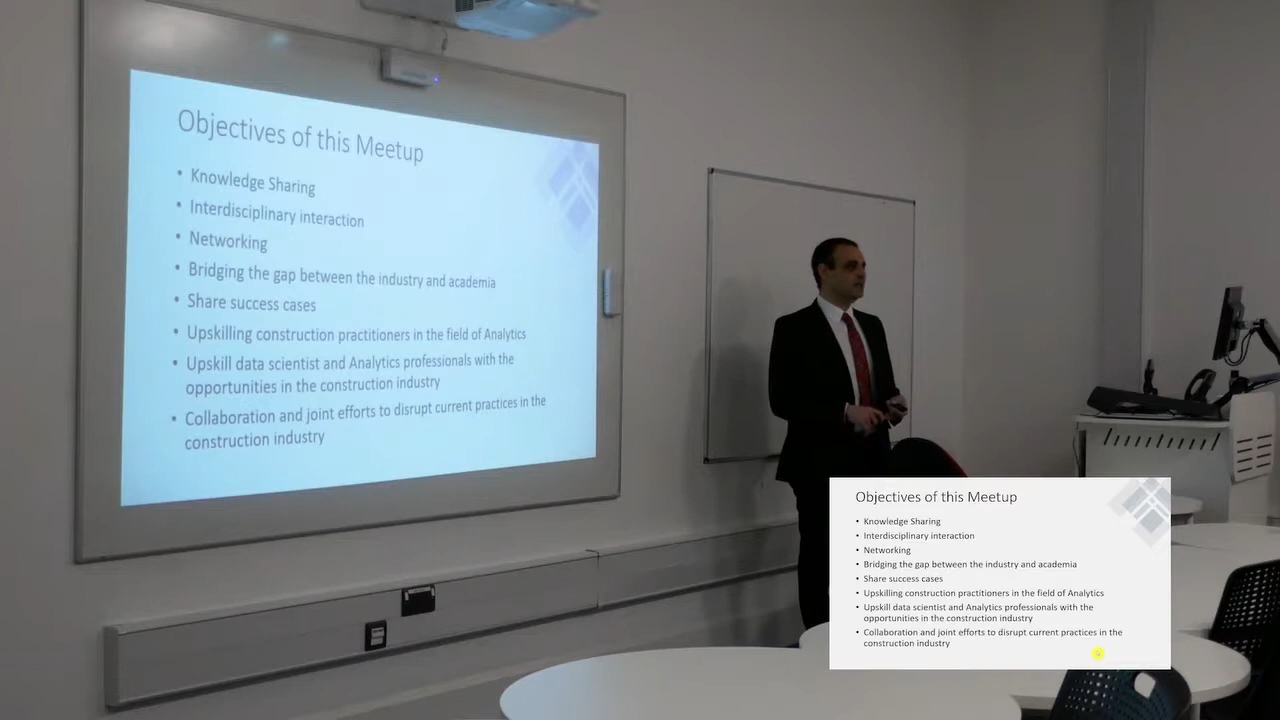 Objectives of this Meetup
• Knowledge Sharing
• Interdisciplinary interaction
• Networking
• Bridging the gap between the industry and academia
• Share success cases
• Upskilling construction practitioners in the field of Analytics
• Upskill data scientist and Analytics professionals with the
opportunities in the construction industry
• Collaboration and joint efforts to disrupt current practices in the
construction industry
Objectives of this Meetup
• Knowledge Sharing
• Interdisciplinary interaction
• Networking
• Bridging the gap between the industry and academia
• Share success cases
• Upskilling construction practitioners in the field of Analytics
• Upskill data scientist and Analytics professionals with the
opportunities in the construction industry
• Collaboration and joint efforts to disrupt current practices in the
construction industry